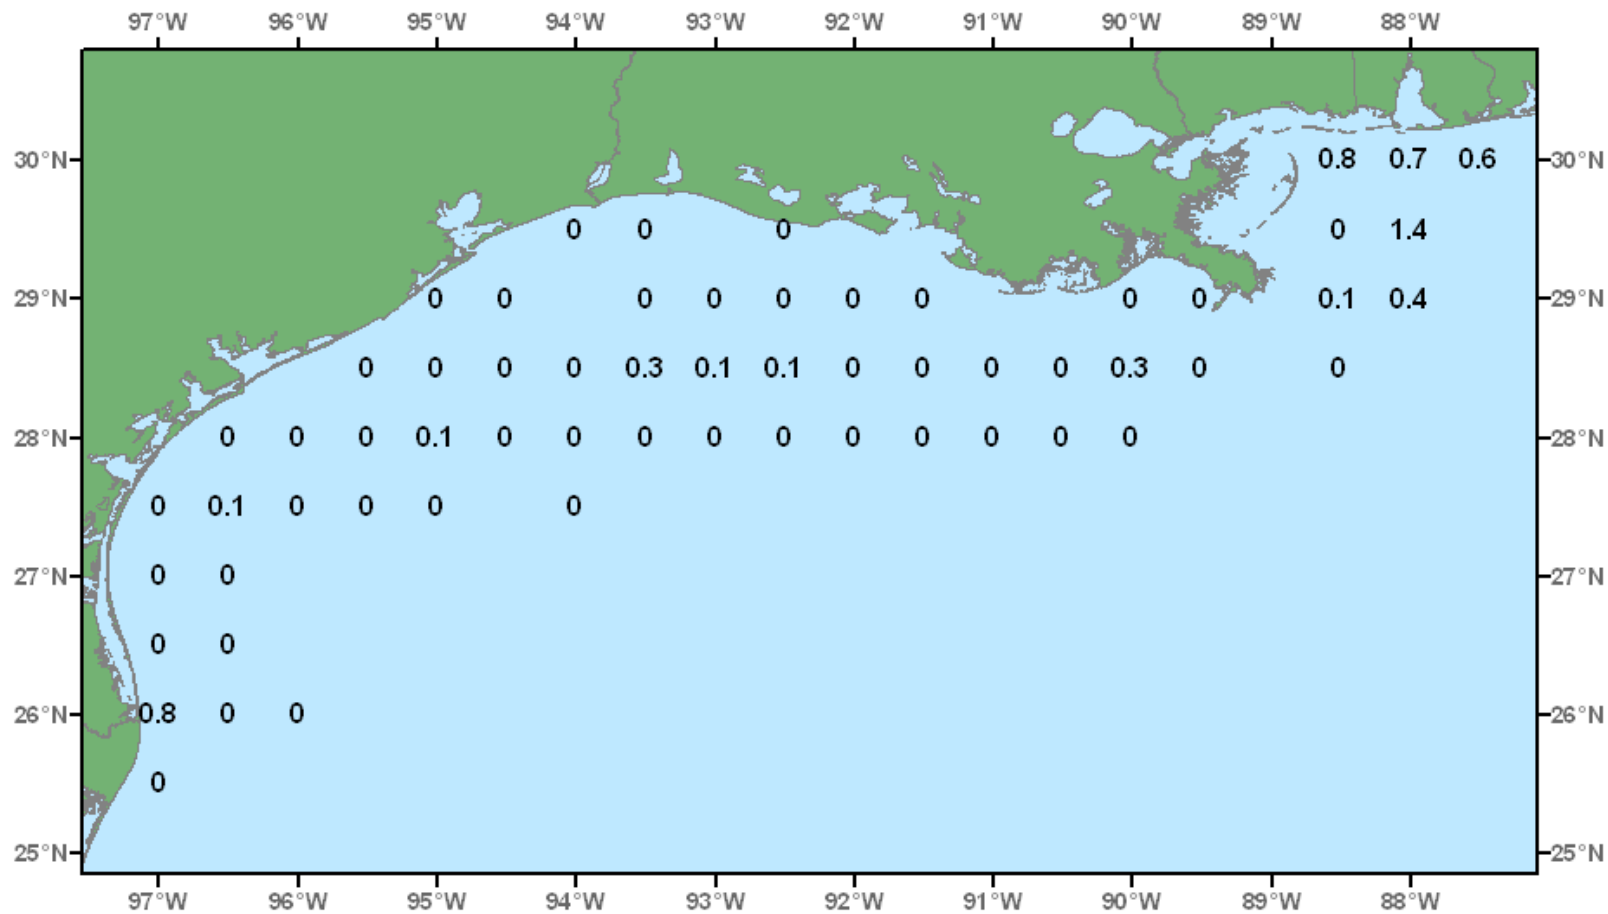 97°W 96°W 95°W 94°W 93°W 92°W 91°W 90°W 89°W 88°W
30°N 0.8 0.7 0.6 30°N
0 0 0 0 1.4
29°N 0 0 0 0 0 0 0 0 0 0.1 0.4 29°N
0 0 0 0 0.3 0.1 0.1 0 0 0 0 0.3 0 0
28°N 0 0 0 0.1 0 0 0 0 0 0 0 0 0 0 28°N
0 0.1 0 0 0 0
27°N 0 0 27°N
0 0
26°N 0.8 0 0 26°N
0
25°N 25°N
97°W 96°W 95°W 94°W 93°W 92°W 91°W 90°W 89°W 88°W